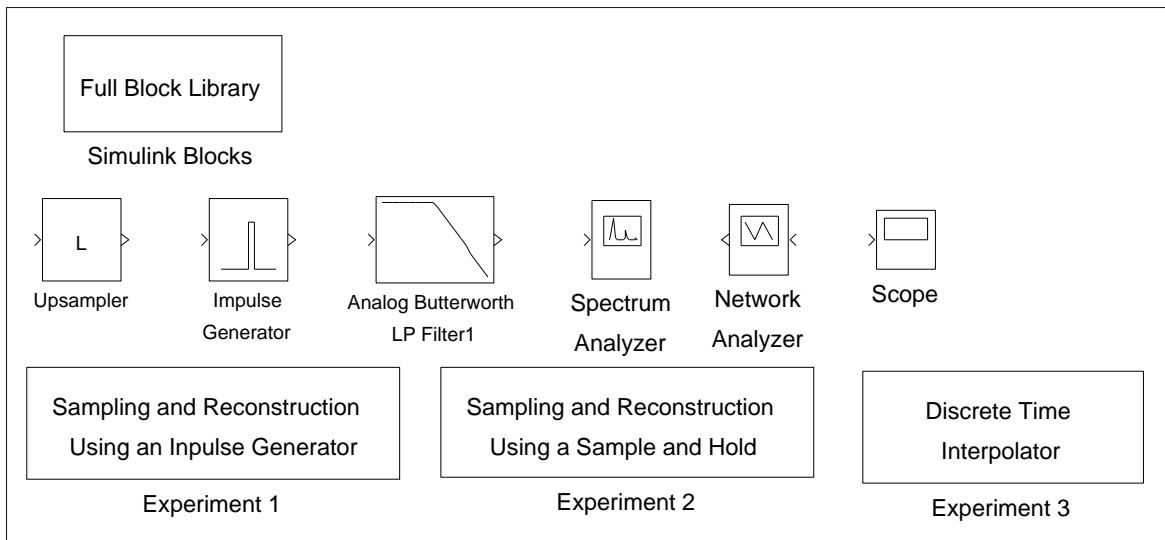 Full Block Library
Simulink Blocks
L
Upsampler
Impulse
Generator
Analog Butterworth
LP Filter1
Spectrum
Analyzer
Network
Analyzer
Scope
Sampling and Reconstruction
Using an Inpulse Generator
Experiment 1
Sampling and Reconstruction
Using a Sample and Hold
Experiment 2
Discrete Time
Interpolator
Experiment 3